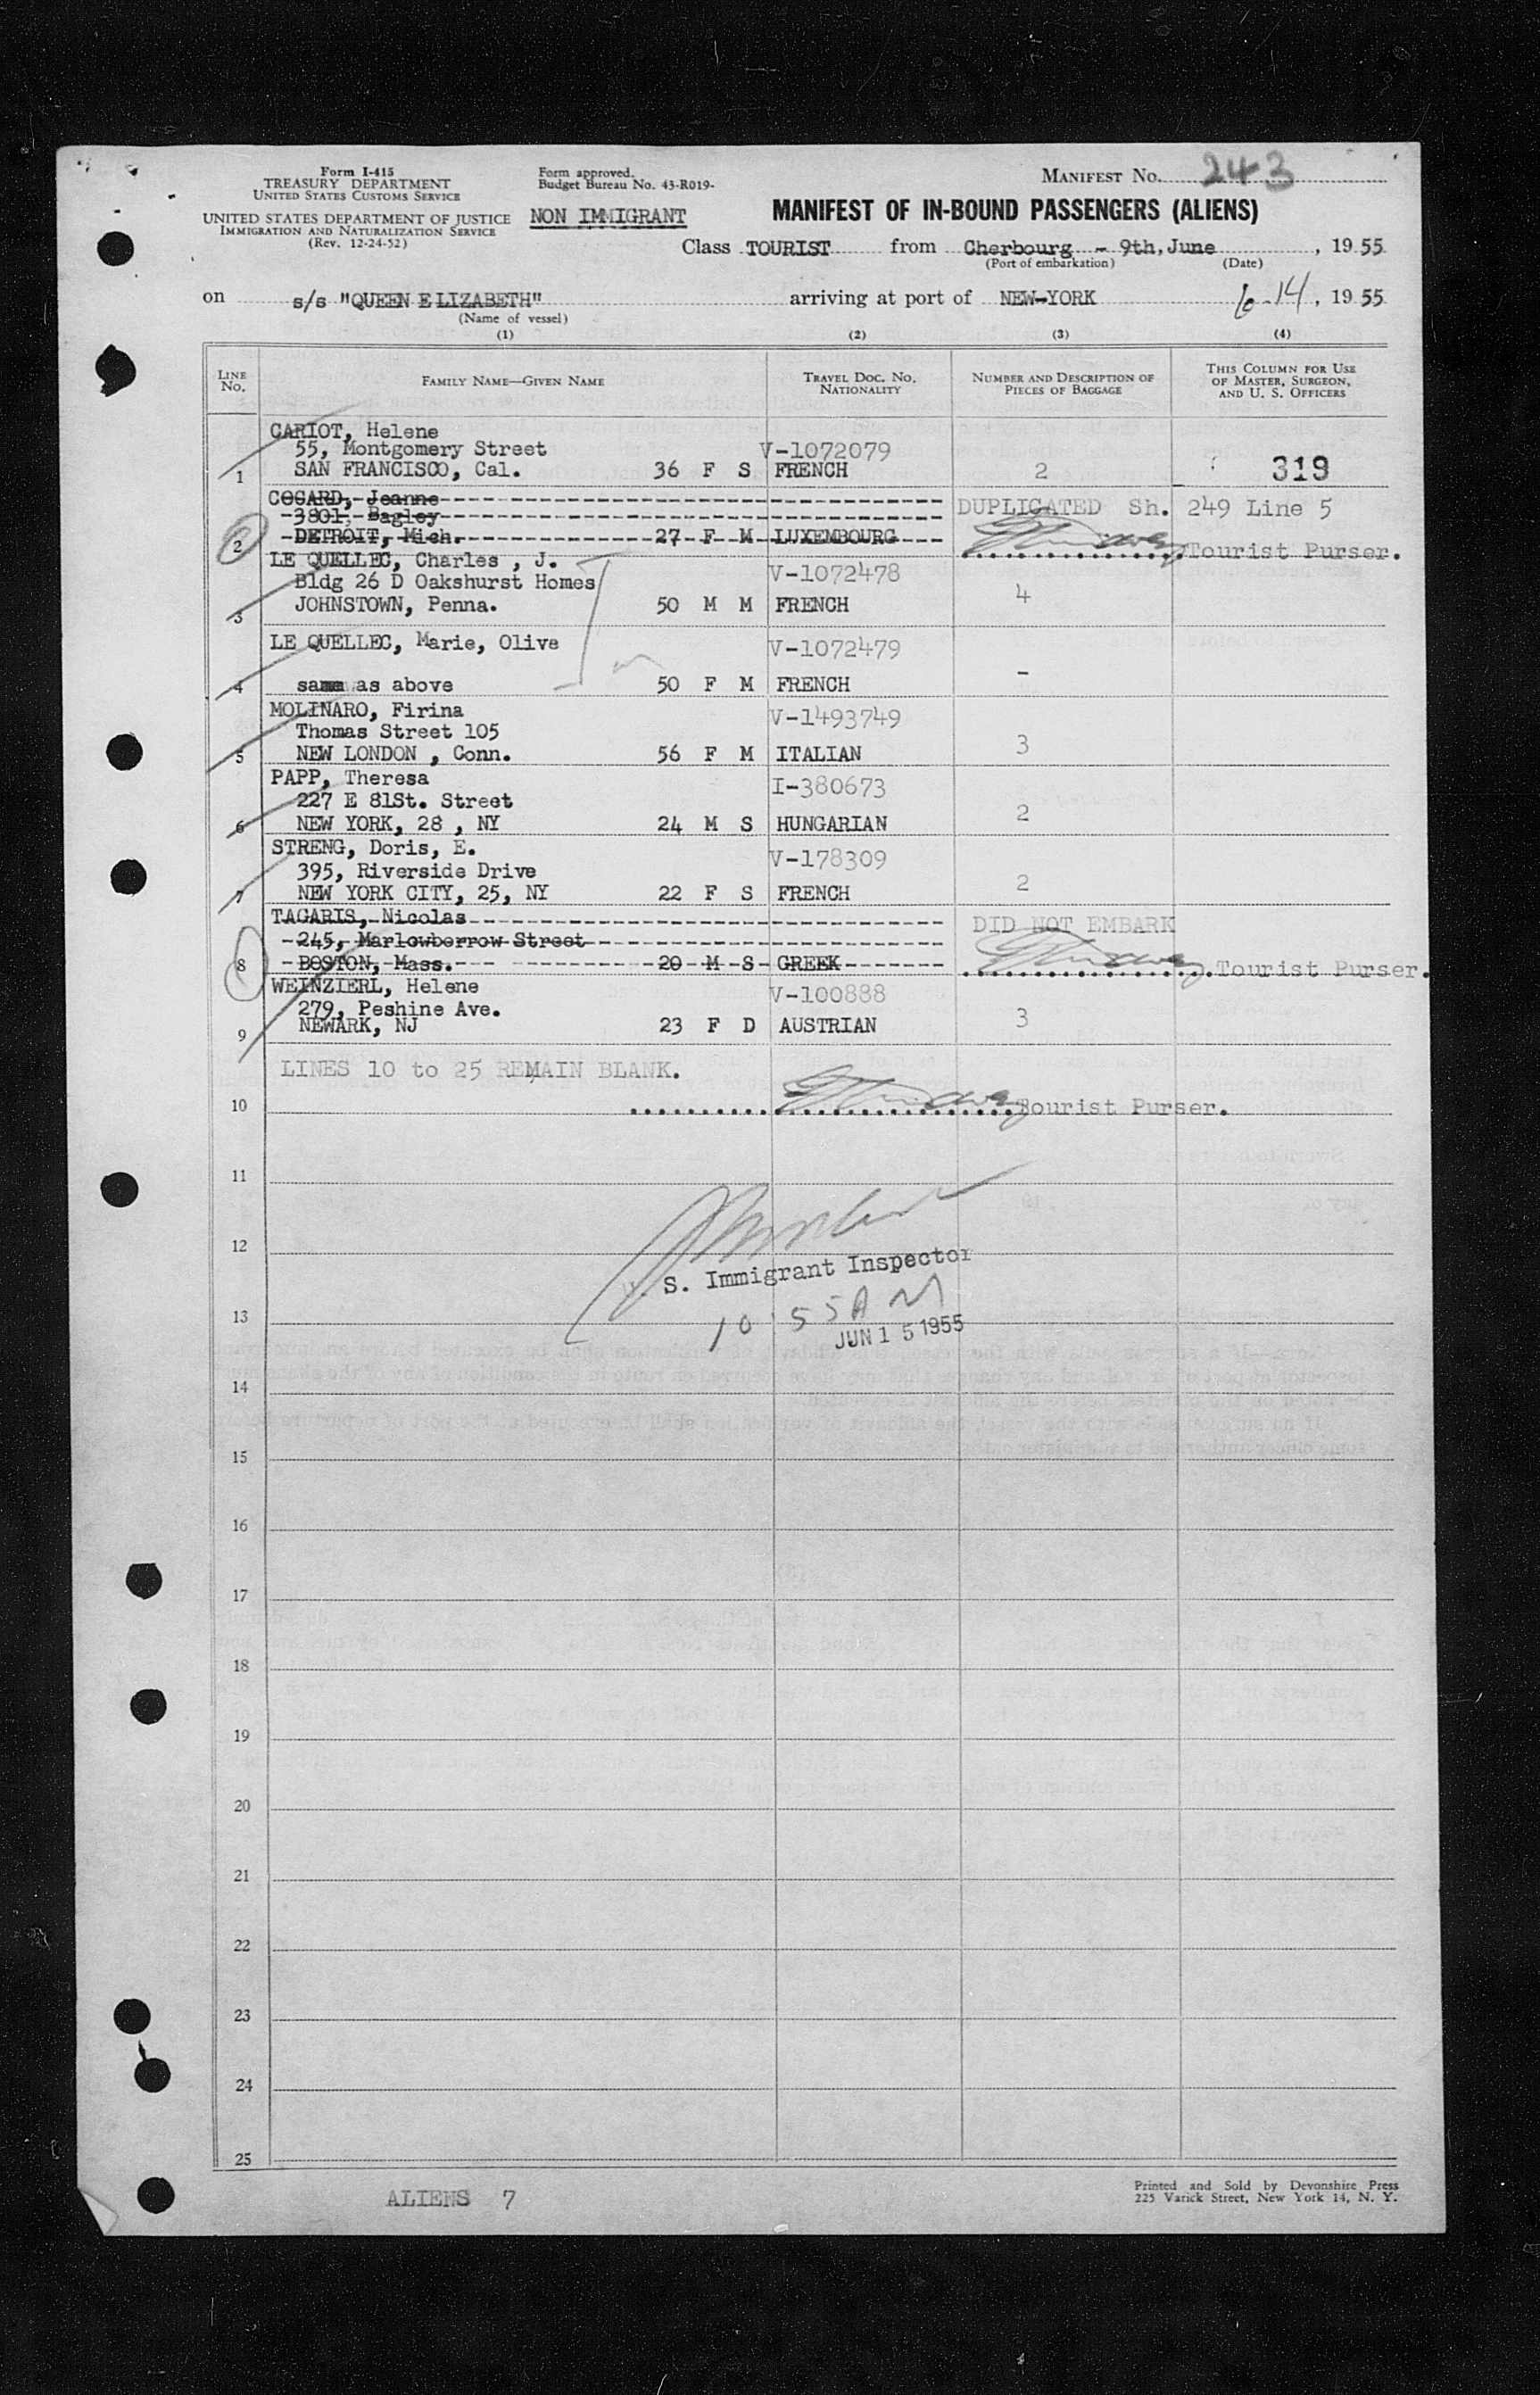 Form I-415
TREASURY DEPARTMENT
UNITED STATES CUSTOMS SERVICE
UNITED STATES DEPARTMENT OF JUSTICE
IMMIGRATION AND NATURALIZATION SERVICE
(Rev. 12-24-52)
Form approved.
Budget Bureau No. 43-R019-
NON IMMIGRANT
MANIFEST NO. 243
MANIFEST OF IN-BOUND PASSENGERS (ALIENS)
Class TOURIST from Cherbourg - 9th, June , 19 55
(Port of embarkation) (Date)
on s/s "QUEEN ELIZABETH" arriving at port of NEW-YORK 6-14, 19 55
(Name of vessel)
(1) (2) (3) (4)
LINE NO. FAMILY NAME—GIVEN NAME TRAVEL DOC. NO. NATIONALITY NUMBER AND DESCRIPTION OF PIECES OF BAGGAGE THIS COLUMN FOR USE OF MASTER, SURGEON, AND U. S. OFFICERS
CARIOT, Helene
55, Montgomery Street V-1072079
1 SAN FRANCISCO, Cal. 36 F S FRENCH 2 319
COGARD, Jeanne
3801, Bagley DUPLICATED Sh. 249 Line 5
2 DETROIT, Mich. 27 F M LUXEMBOURG Tourist Purser.
LE QUELLEC, Charles , J.
Bldg 26 D Oakshurst Homes V-1072478
3 JOHNSTOWN, Penna. 50 M M FRENCH 4
LE QUELLEC, Marie, Olive V-1072479
4 same as above 50 F M FRENCH -
MOLINARO, Firina V-1493749
Thomas Street 105
5 NEW LONDON , Conn. 56 F M ITALIAN 3
PAPP, Theresa I-380673
227 E 81St. Street
6 NEW YORK, 28 , NY 24 M S HUNGARIAN 2
STRENG, Doris, E. V-178309
395, Riverside Drive
7 NEW YORK CITY, 25, NY 22 F S FRENCH 2
TAGARIS, Nicolas DID NOT EMBARK
245, Marlowberrow Street
8 BOSTON, Mass. 20 M S GREEK Tourist Purser.
WEINZIERL, Helene V-100888
279, Peshine Ave.
9 NEWARK, NJ 23 F D AUSTRIAN 3
LINES 10 to 25 REMAIN BLANK.
10 Tourist Purser.
11
12
S. Immigrant Inspector
13 10 55 AM
JUN 15 1955
14
15
16
17
18
19
20
21
22
23
24
25
ALIENS 7
Printed and Sold by Devonshire Press
225 Varick Street, New York 14, N. Y.